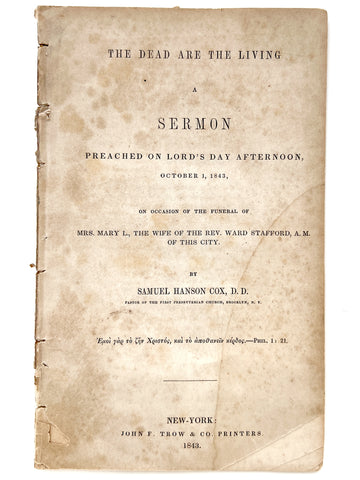 THE DEAD ARE THE LIVING
A
SERMON
PREACHED ON LORD'S DAY AFTERNOON,
OCTOBER 1, 1843,
ON OCCASION OF THE FUNERAL OF
MRS. MARY L., THE WIFE OF THE REV. WARD STAFFORD, A. M.
OF THIS CITY.
BY
SAMUEL HANSON COX, D. D.
PASTOR OF THE FIRST PRESBYTERIAN CHURCH, BROOKLYN, N. Y.
Ἐμοὶ γὰρ τὸ ζῆν Χριστός, καὶ τὸ ἀποθανεῖν κέρδος.—PHIL. 1: 21.
NEW-YORK:
JOHN F. TROW & CO. PRINTERS.
1843.